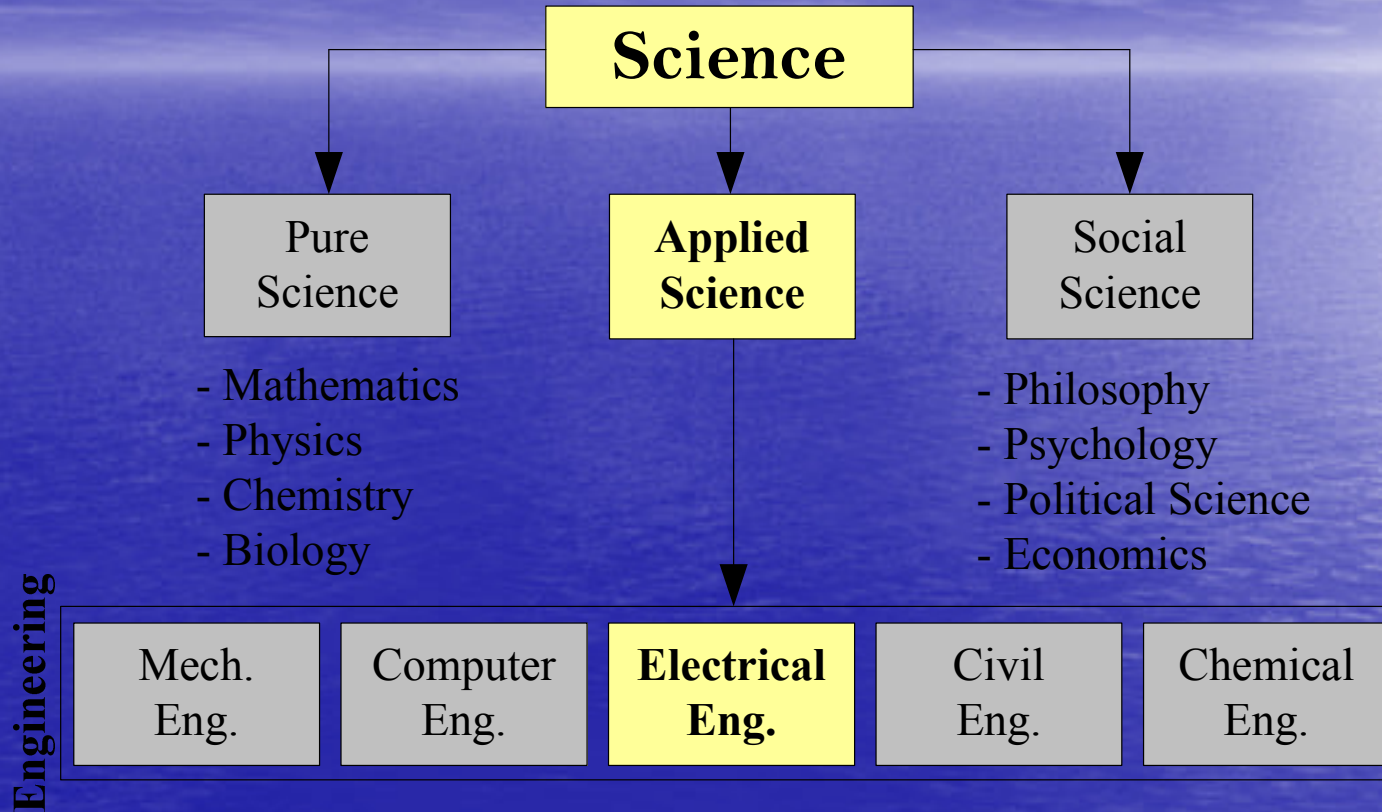 Science
Pure
Science
Applied
Science
Social
Science
- Mathematics
- Physics
- Chemistry
- Biology
- Philosophy
- Psychology
- Political Science
- Economics
Engineering
Mech.
Eng.
Computer
Eng.
Electrical
Eng.
Civil
Eng.
Chemical
Eng.